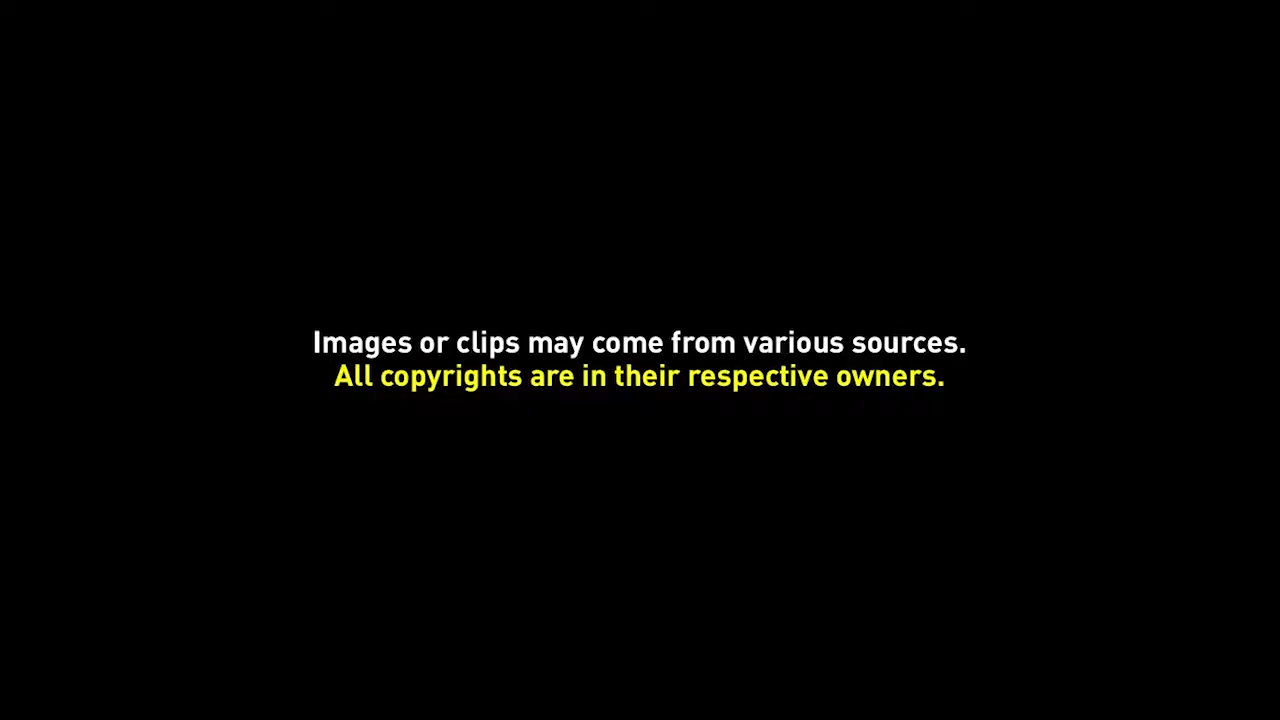 Images or clips may come from various sources.
All copyrights are in their respective owners.